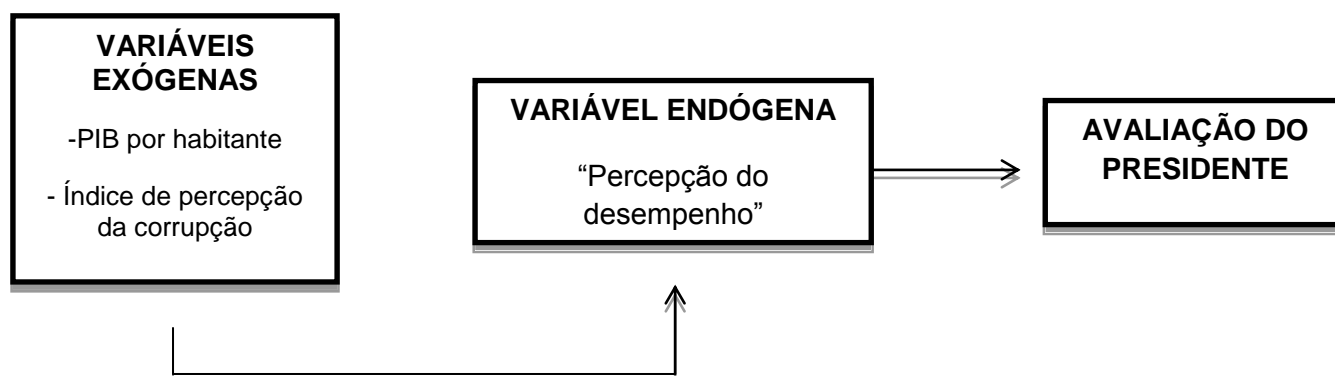 VARIÁVEIS
EXÓGENAS
-PIB por habitante
- Índice de percepção
da corrupção
VARIÁVEL ENDÓGENA
“Percepção do
desempenho”
AVALIAÇÃO DO
PRESIDENTE